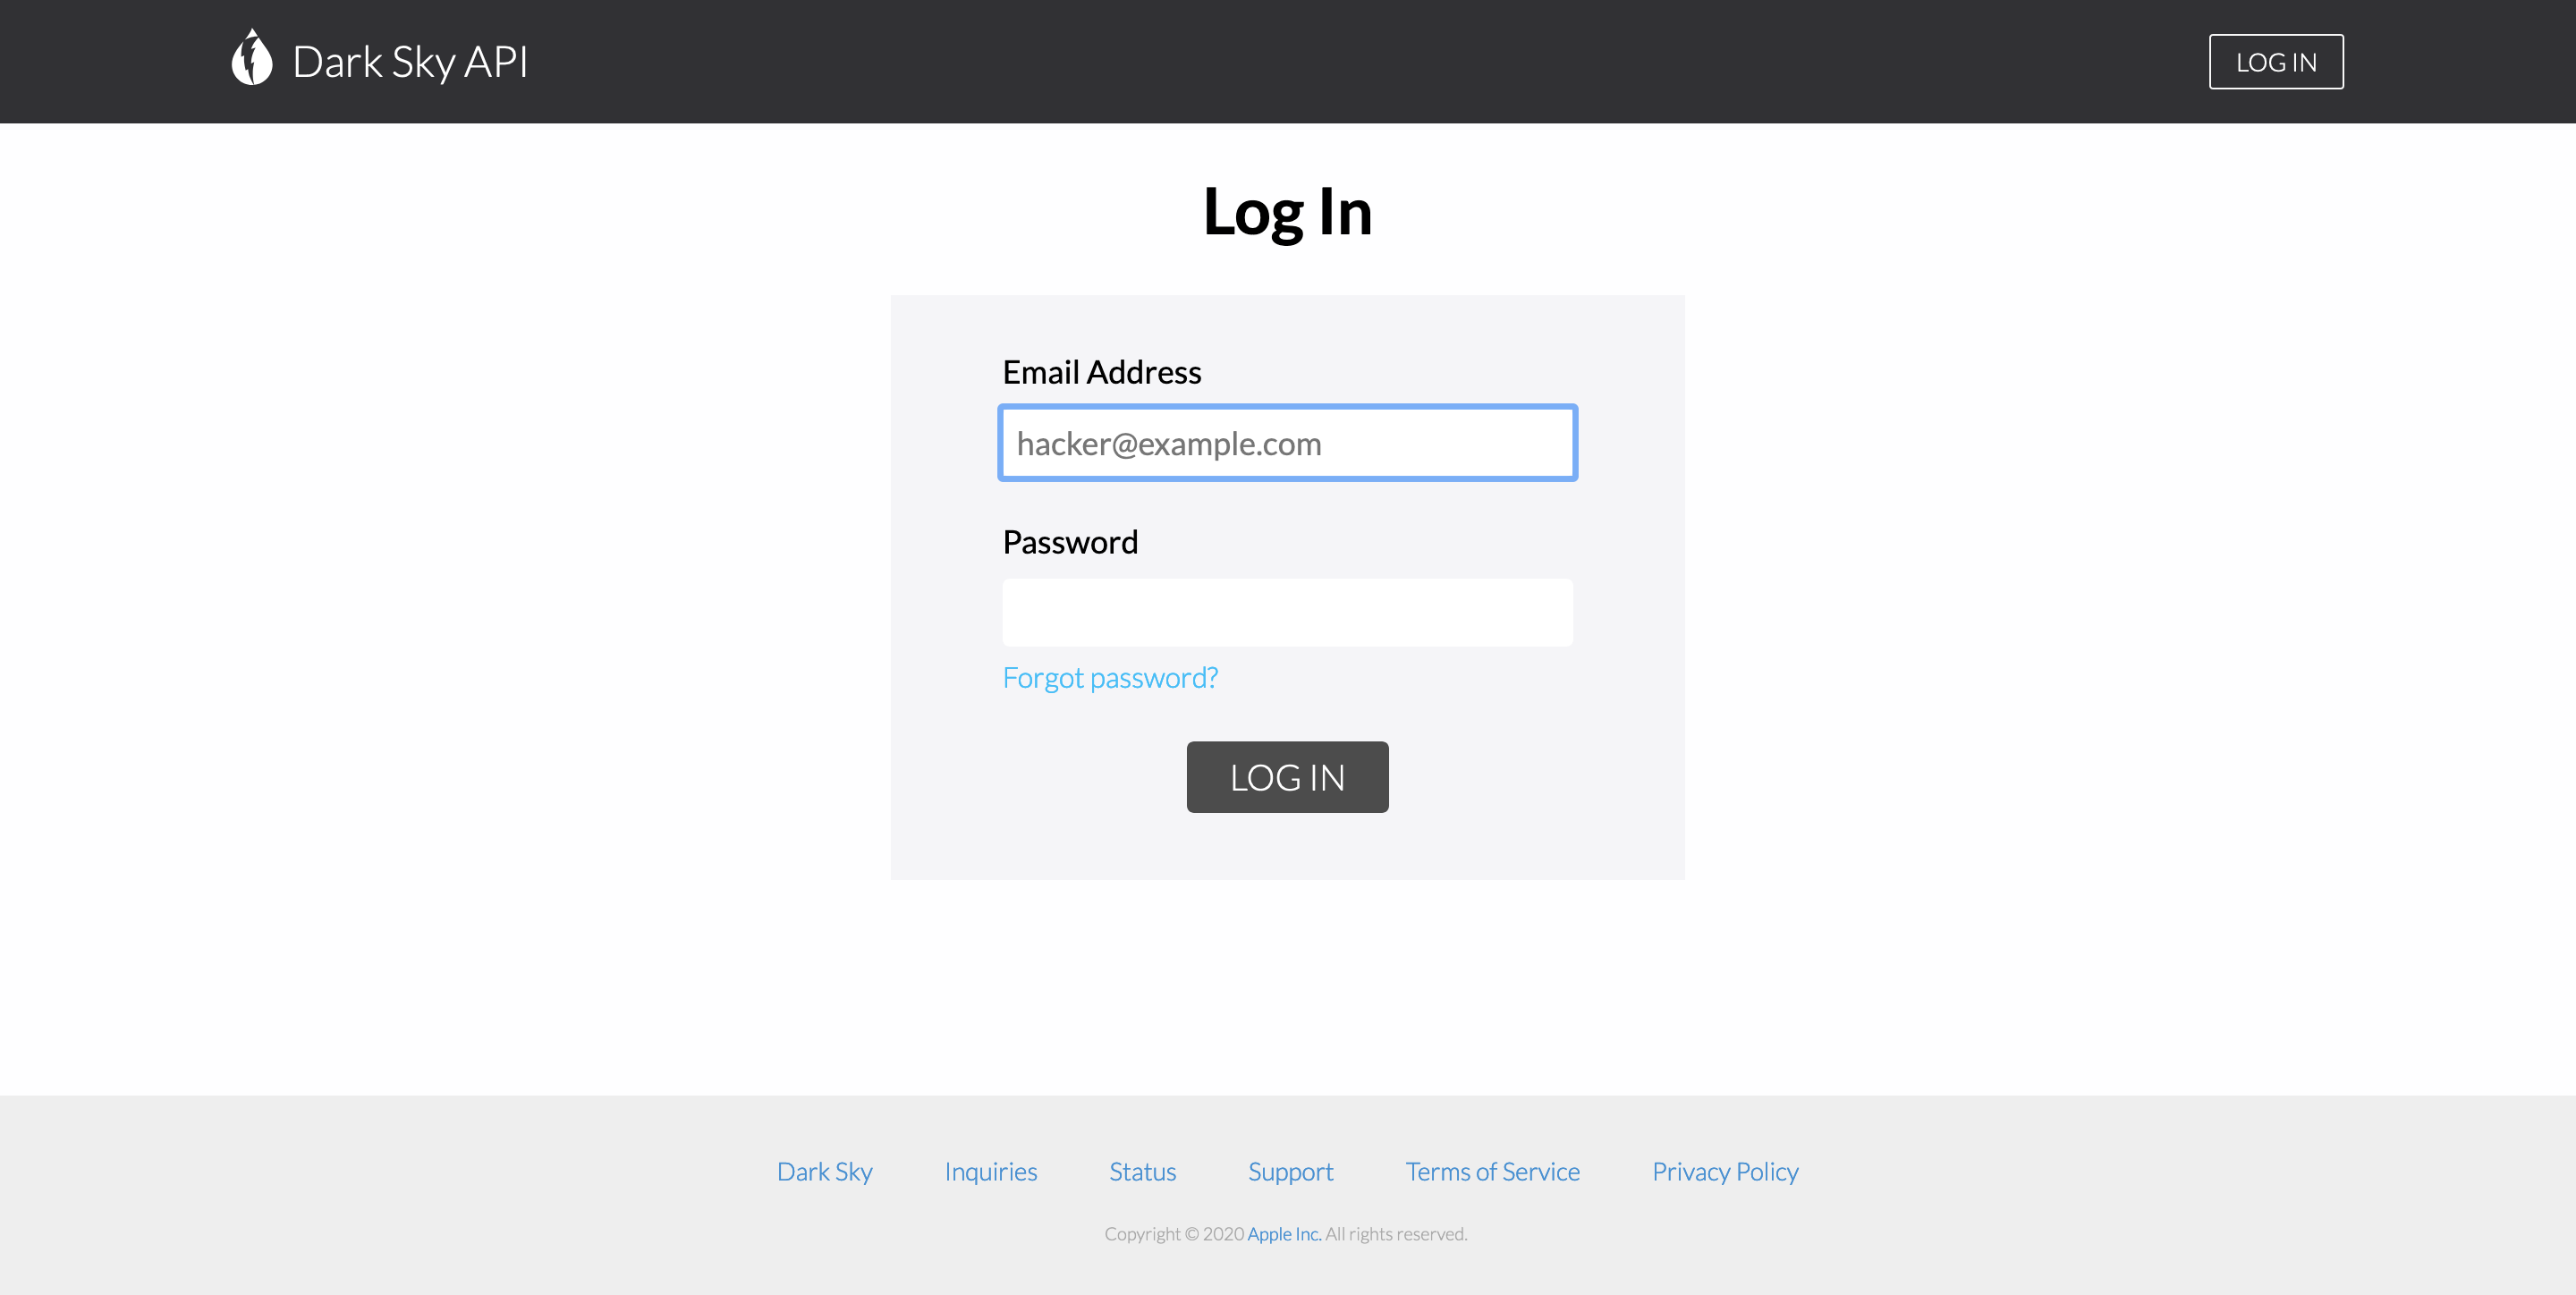 Dark Sky API
LOG IN
Log In
Email Address
hacker@example.com
Password
Forgot password?
LOG IN
Dark Sky Inquiries Status Support Terms of Service Privacy Policy
Copyright © 2020 Apple Inc. All rights reserved.